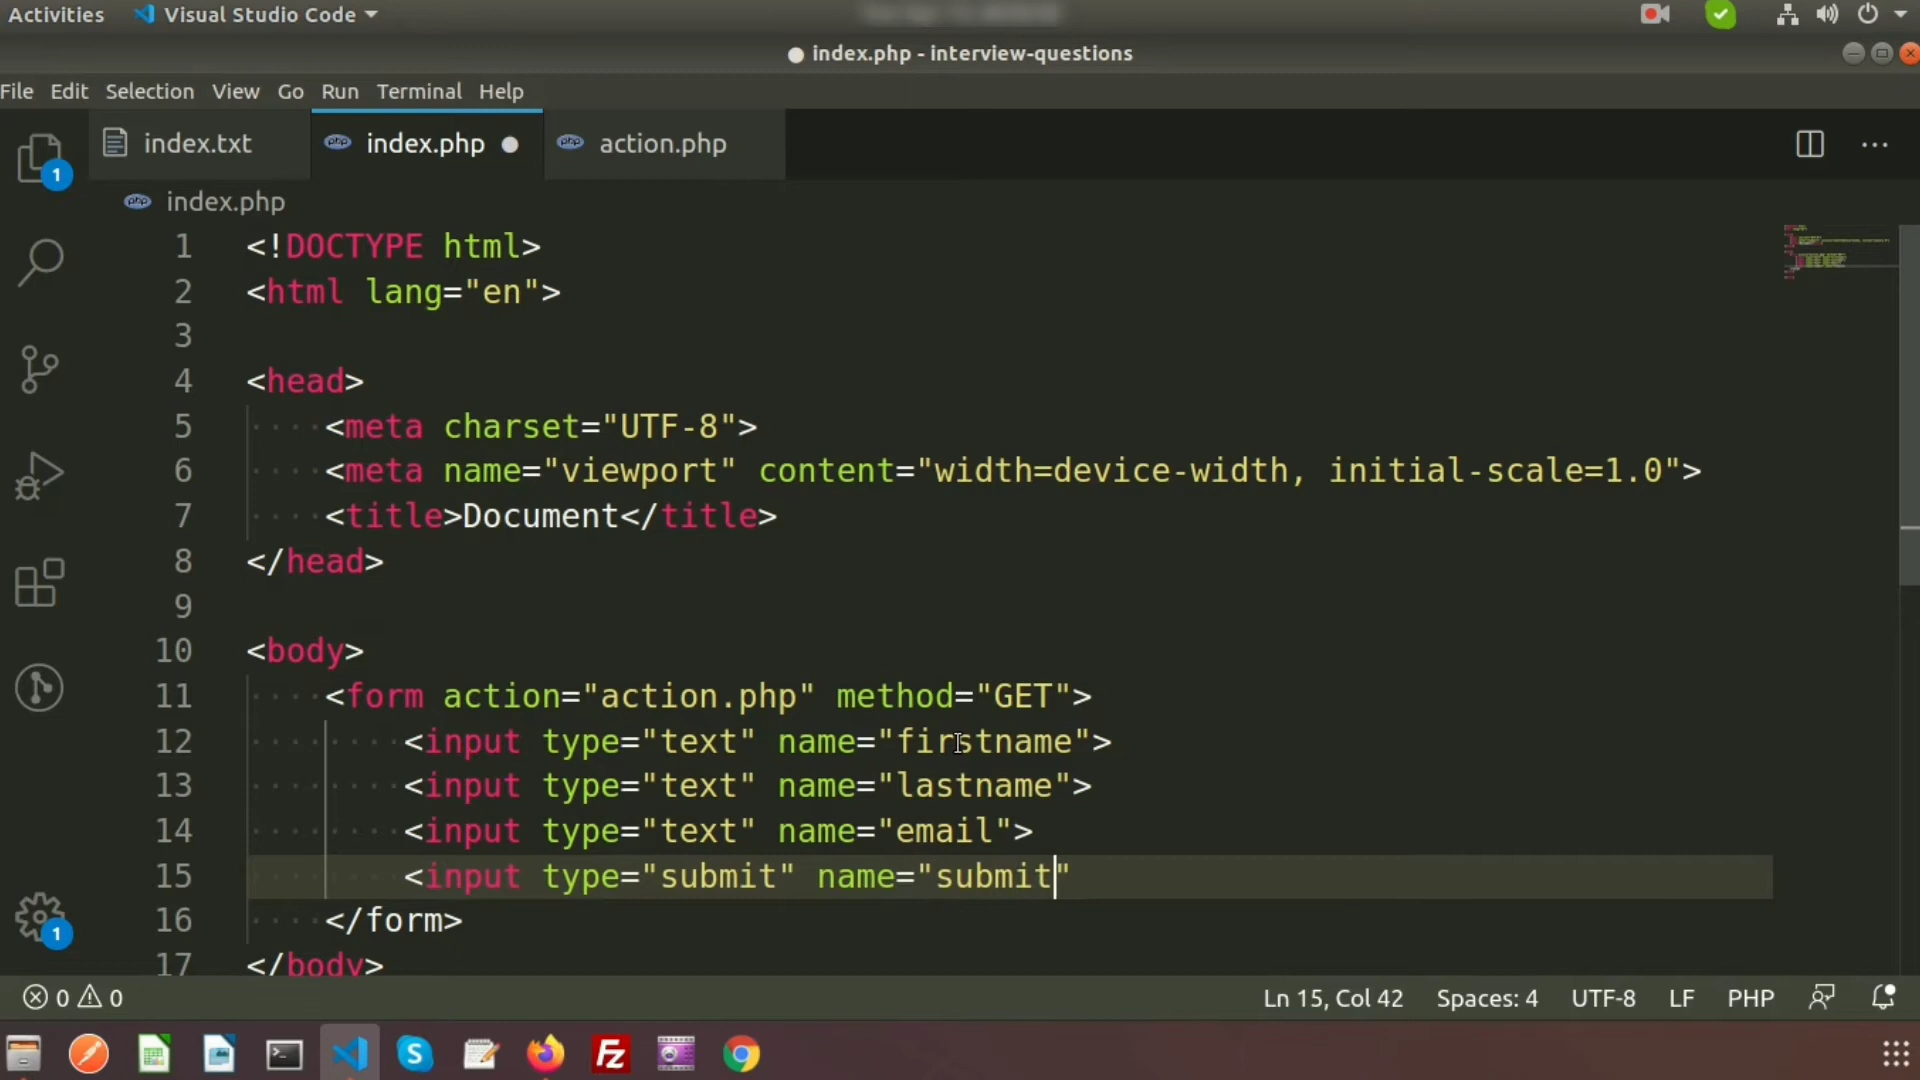 Activities Visual Studio Code
● index.php - interview-questions
File Edit Selection View Go Run Terminal Help
index.txt index.php ● action.php
1
index.php
1 <!DOCTYPE html>
2 <html lang="en">
3
4 <head>
5 ····<meta charset="UTF-8">
6 ····<meta name="viewport" content="width=device-width, initial-scale=1.0">
7 ····<title>Document</title>
8 </head>
9
10 <body>
11 ····<form action="action.php" method="GET">
12 ········<input type="text" name="firstname">
13 ········<input type="text" name="lastname">
14 ········<input type="text" name="email">
15 ········<input type="submit" name="submit"
16 ····</form>
17 </body>
1
0 0 Ln 15, Col 42 Spaces: 4 UTF-8 LF PHP